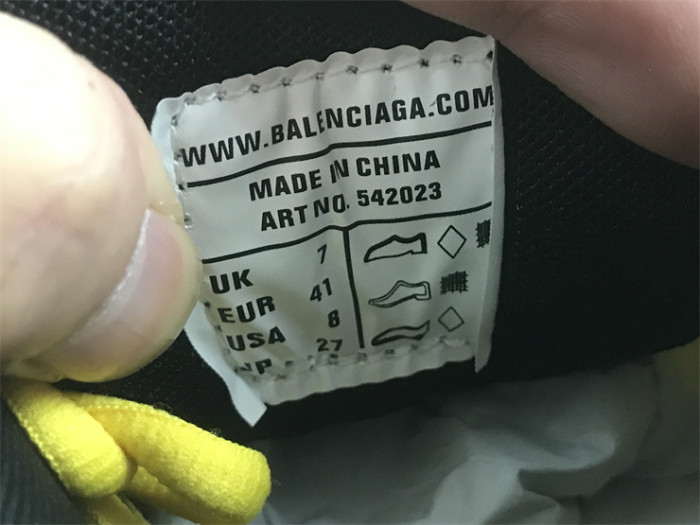 WWW.BALENCIAGA.COM
MADE IN CHINA
ART NO. 542023
UK 7
EUR 41
USA 8
27